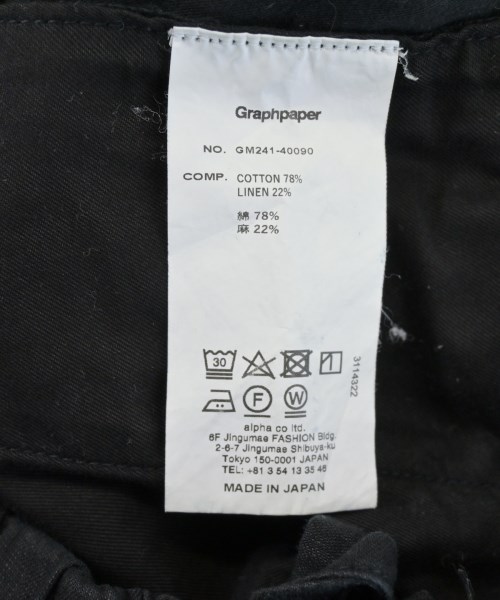 Graphpaper
NO. GM241-40090
COMP. COTTON 78%
LINEN 22%
綿 78%
麻 22%
30
F
W
3114322
alpha co ltd.
6F Jingumae FASHION Bldg.
2-6-7 Jingumae Shibuya-ku
Tokyo 150-0001 JAPAN
TEL: +81 3 54 13 35 46
MADE IN JAPAN